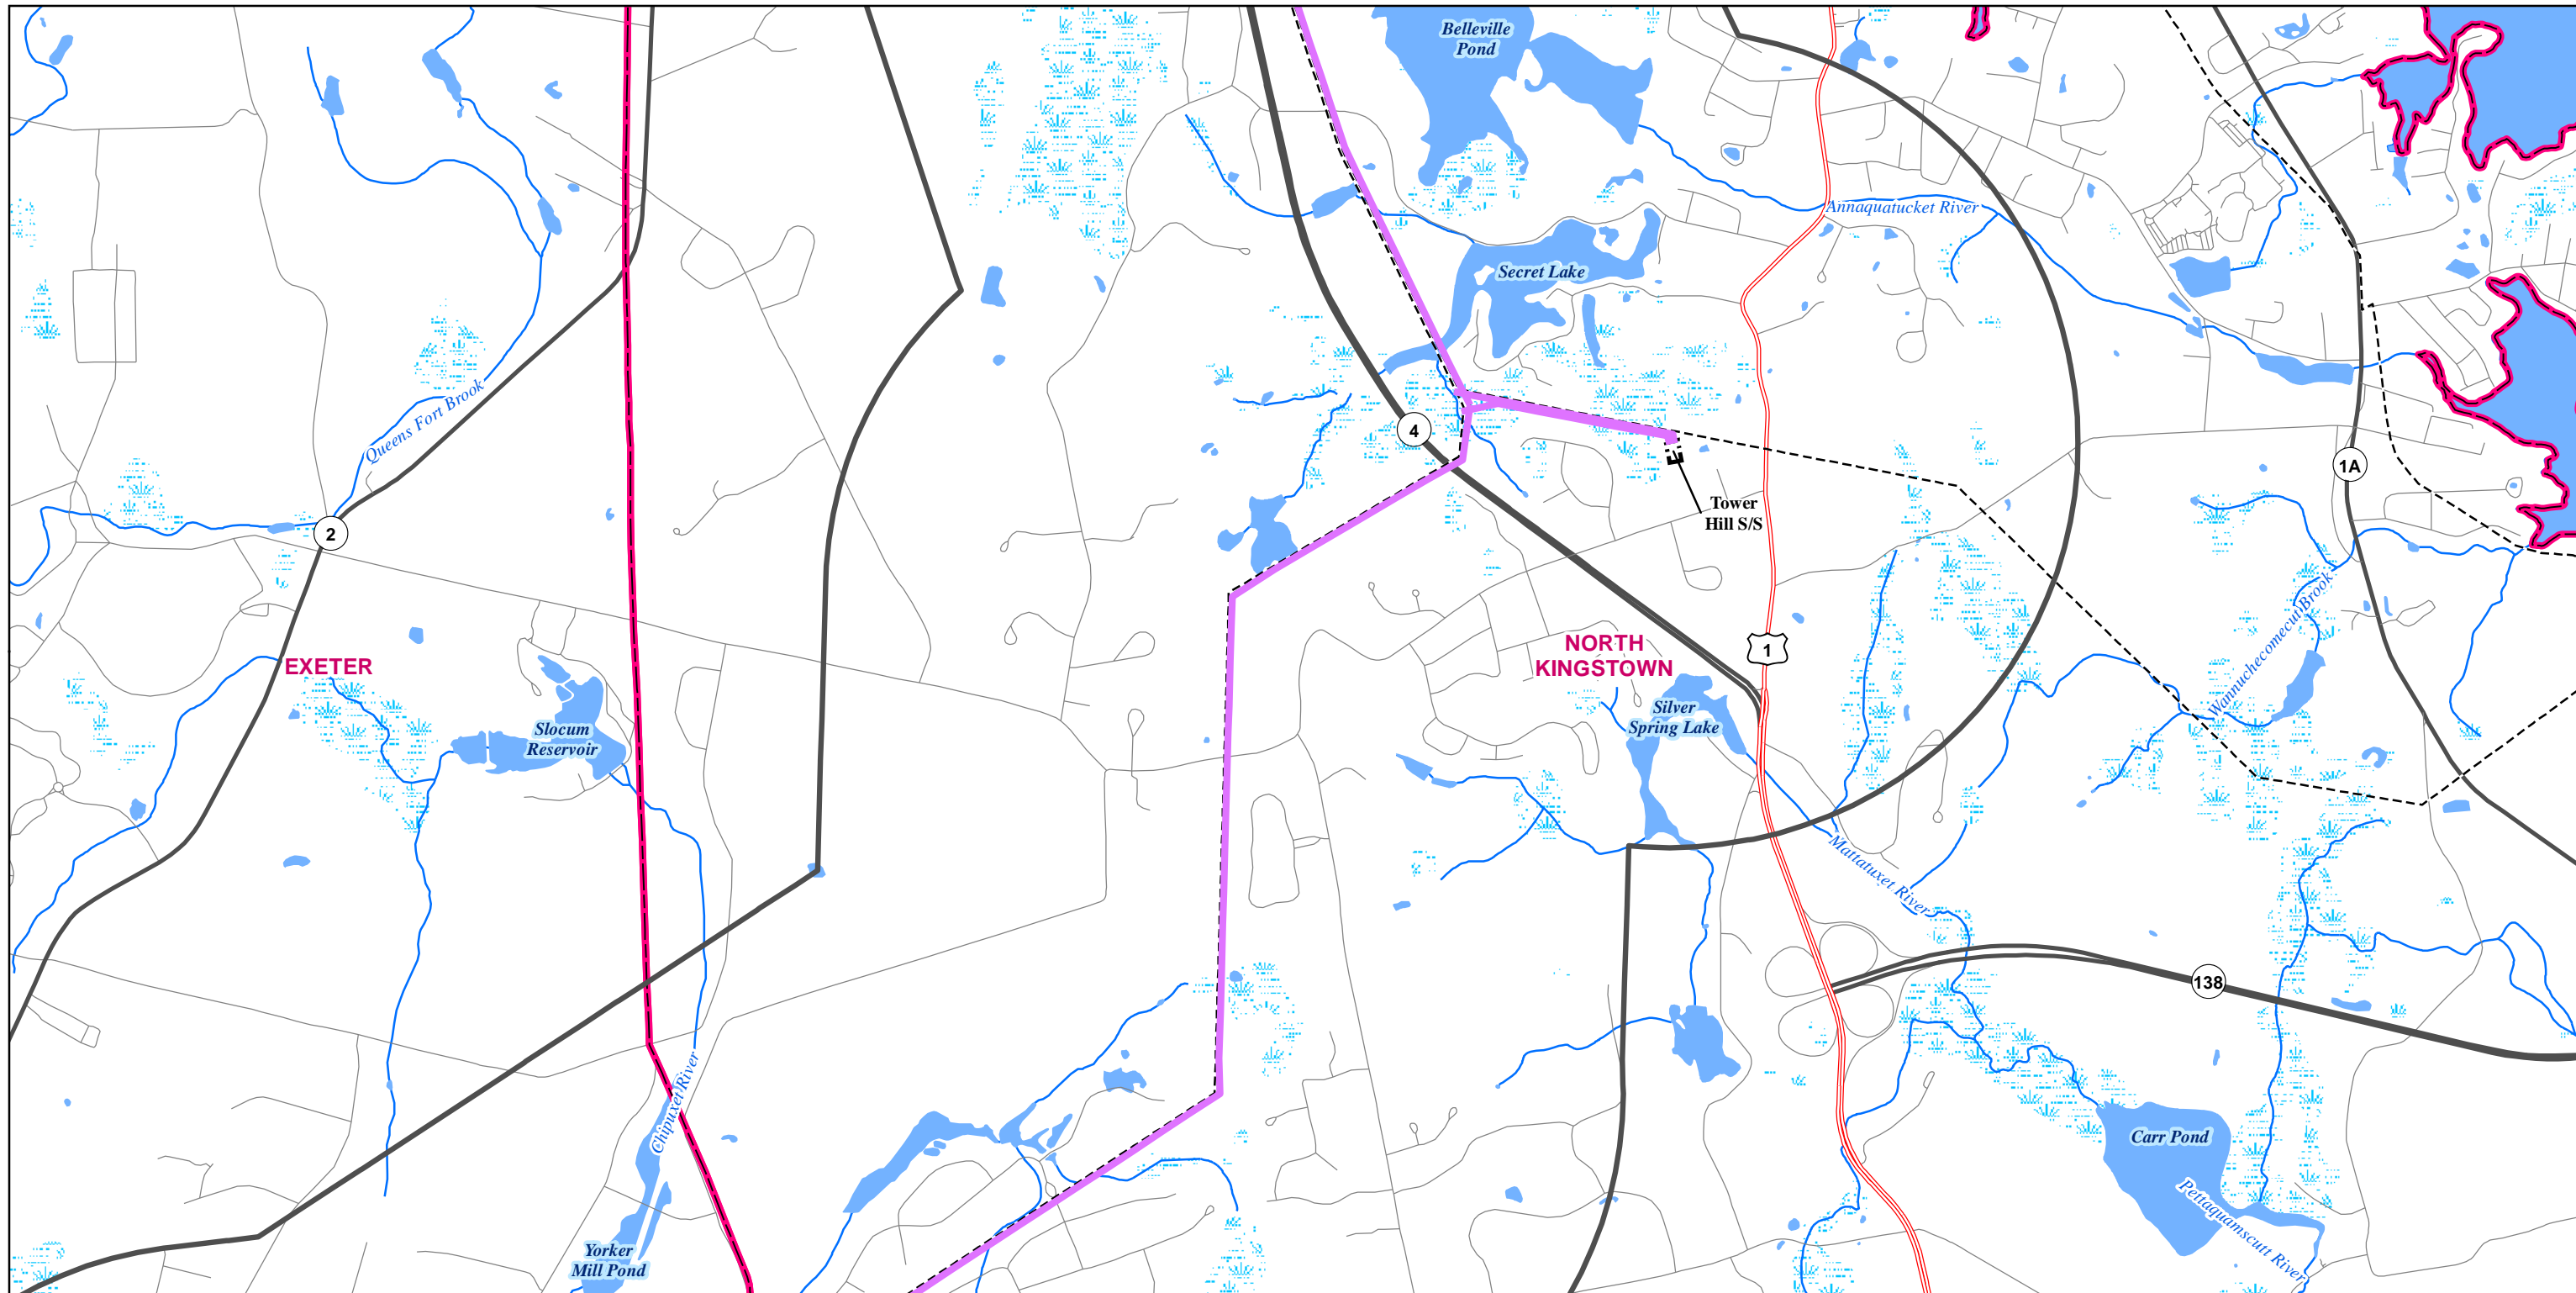 Belleville
Pond
Annaquatucket River
Secret Lake
Queens Fort Brook
4
1A
2
Tower
Hill S/S
Wannuchecomecut Brook
1
NORTH
KINGSTOWN
EXETER
Silver
Spring Lake
Slocum
Reservoir
Mattatuxet River
138
Chipuxet River
Carr Pond
Pettaquamscutt River
Yorker
Mill Pond